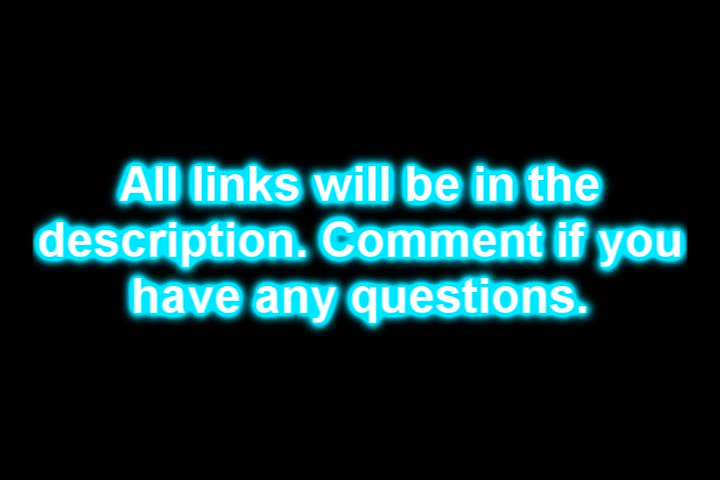 All links will be in the
description. Comment if you
have any questions.